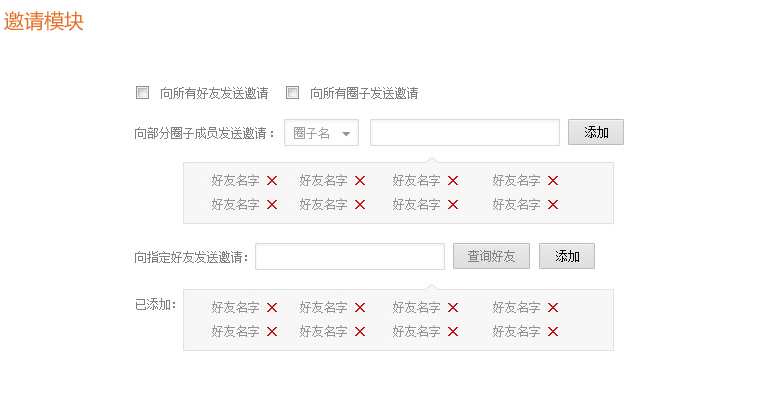 邀请模块
向所有好友发送邀请 向所有圈子发送邀请
向部分圈子成员发送邀请： 圈子名 添加
好友名字 好友名字 好友名字 好友名字
好友名字 好友名字 好友名字 好友名字
向指定好友发送邀请： 查询好友 添加
已添加： 好友名字 好友名字 好友名字 好友名字
好友名字 好友名字 好友名字 好友名字